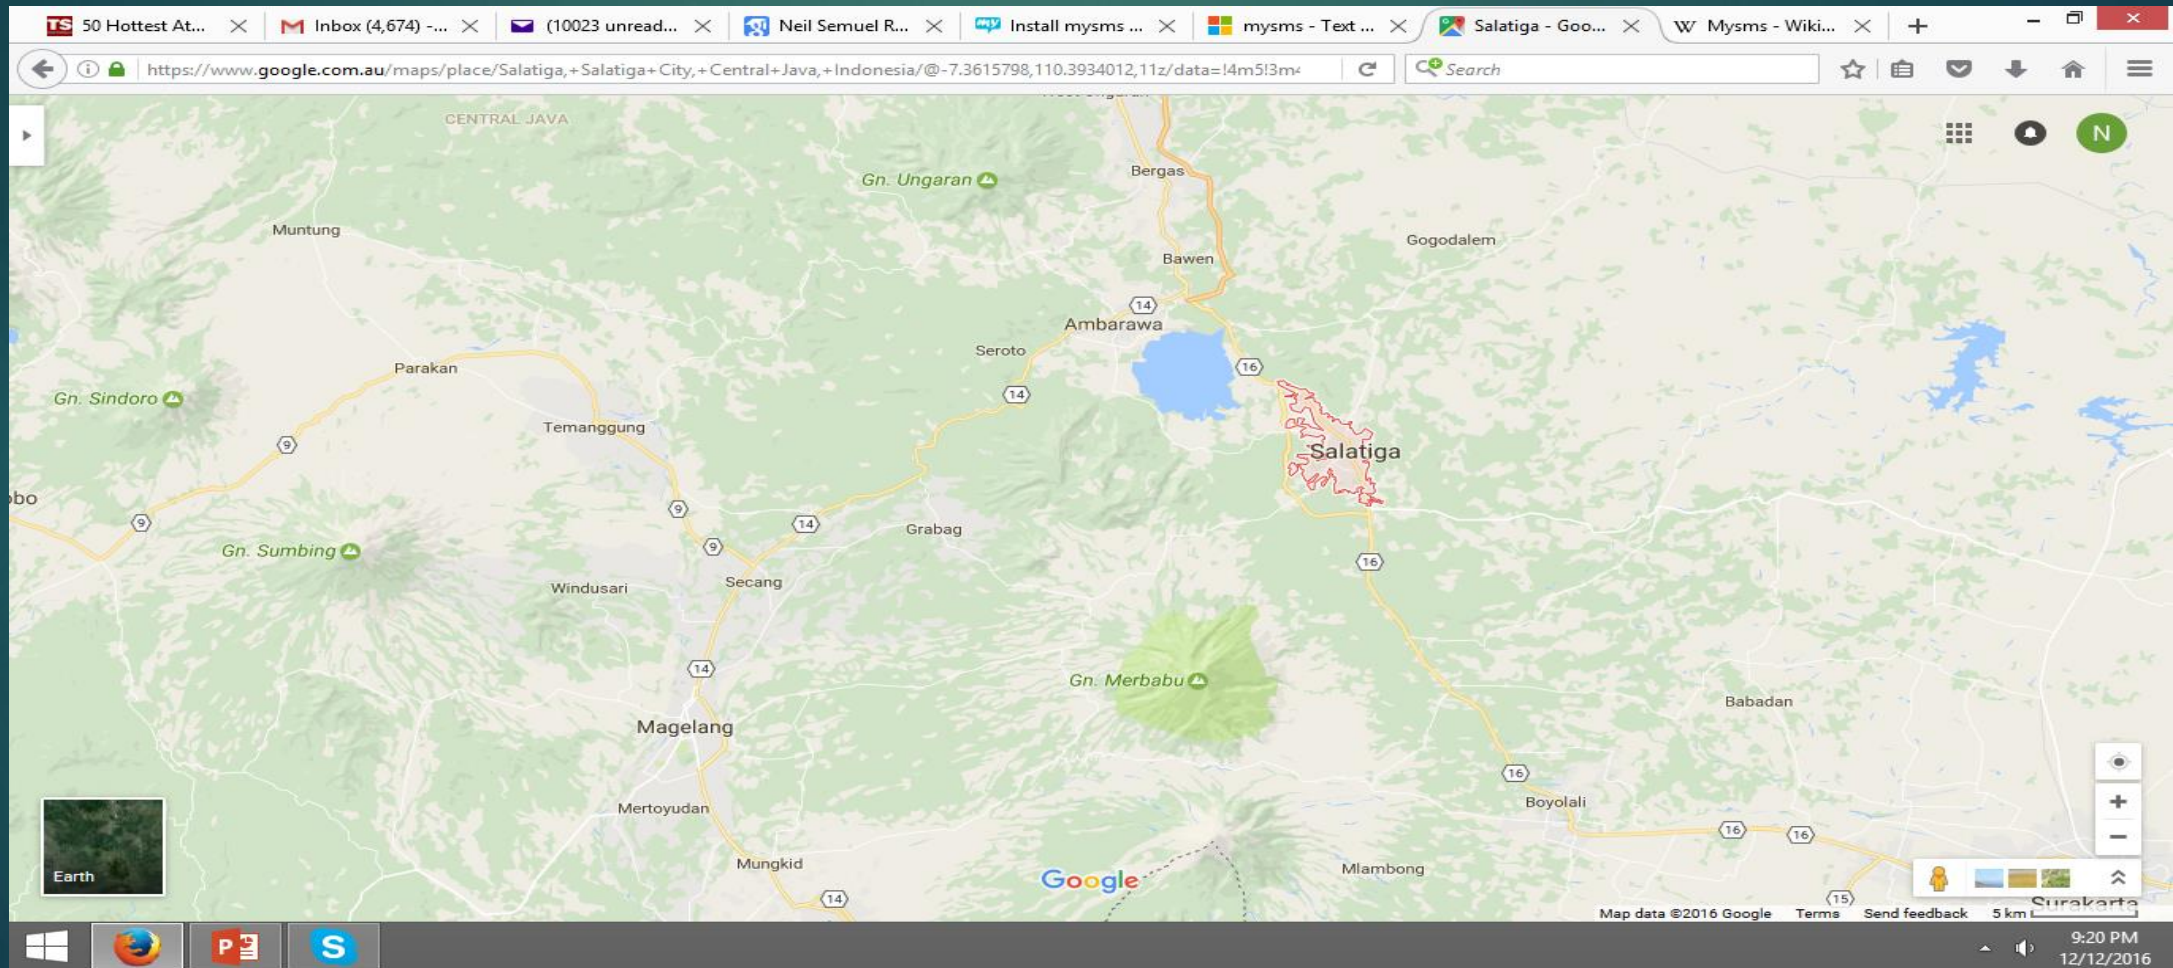 TS 50 Hottest At...
Inbox (4,674) -...
(10023 unread...
Neil Semuel R...
my Install mysms ...
mysms - Text ...
Salatiga - Goo...
W Mysms - Wiki...
https://www.google.com.au/maps/place/Salatiga,+Salatiga+City,+Central+Java,+Indonesia/@-7.3615798,110.3934012,11z/data=!4m5!3m4
Search
CENTRAL JAVA
N
Bergas
Gn. Ungaran
Muntung
Gogodalem
Bawen
14
Ambarawa
Seroto
16
Parakan
14
Gn. Sindoro
Temanggung
9
Salatiga
obo
9
9
14
Grabag
Gn. Sumbing
9
16
Secang
Windusari
14
Gn. Merbabu
Babadan
Magelang
16
Mertoyudan
Boyolali
16
16
Mungkid
Mlambong
Earth
Google
14
15
Surakarta
Map data ©2016 Google Terms Send feedback 5 km
P
S
9:20 PM
12/12/2016